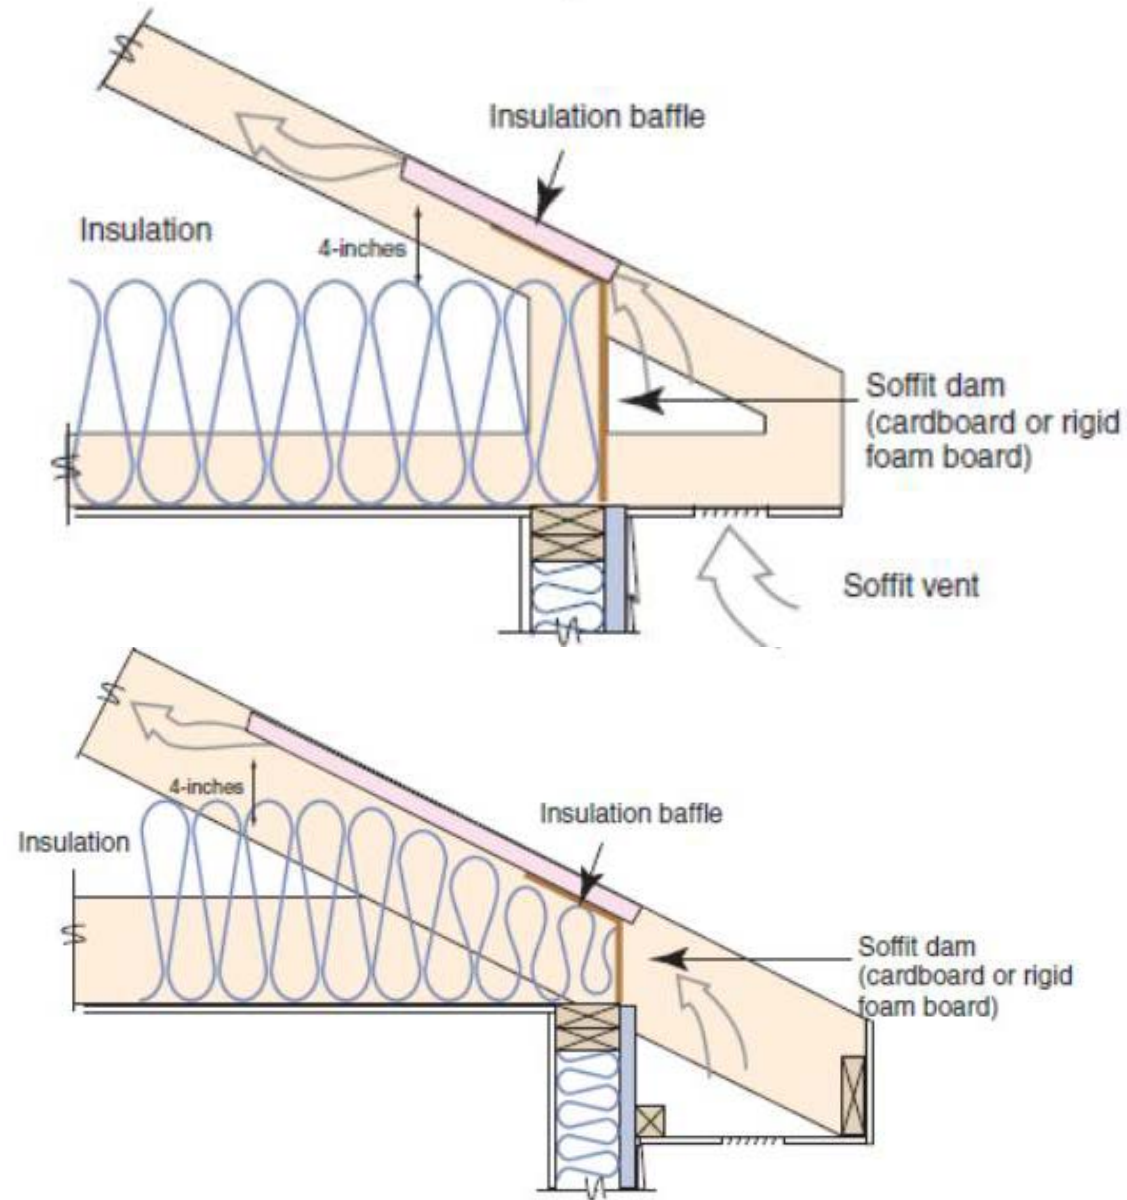 Insulation baffle
Insulation
4-inches
Soffit dam
(cardboard or rigid
foam board)
Soffit vent
4-inches
Insulation baffle
Insulation
Soffit dam
(cardboard or rigid
foam board)